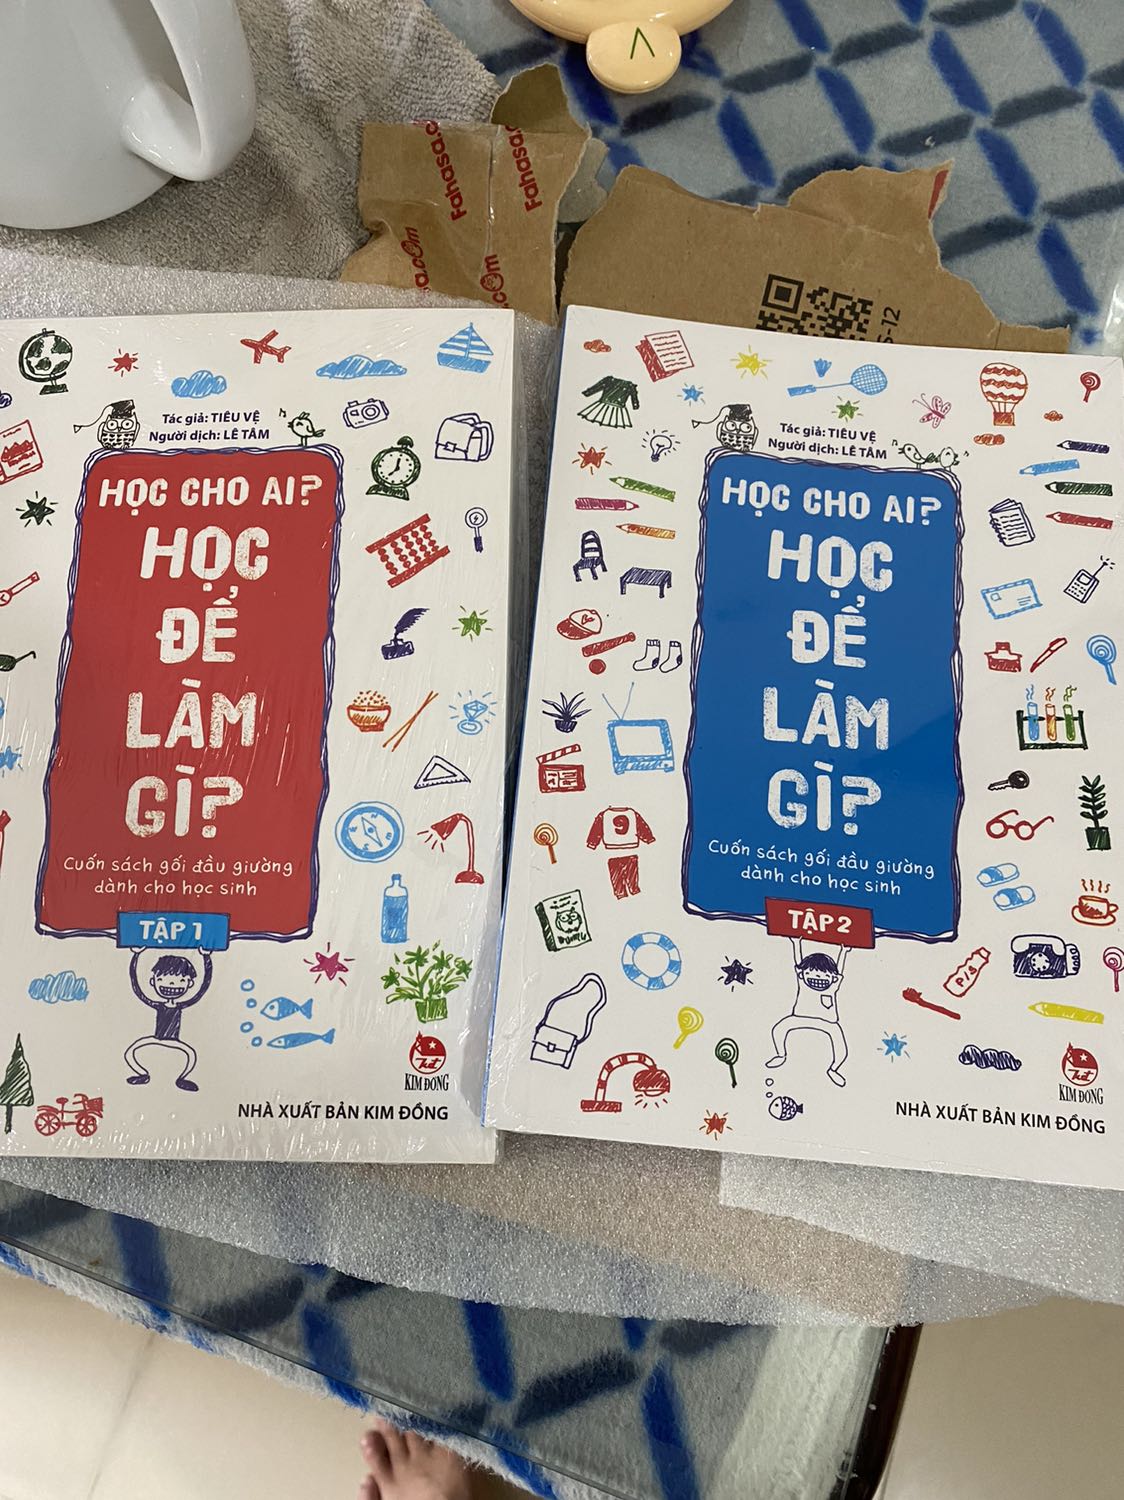 Fahasa.c
Fahasa.c
sa.com
.com
S-12
Tác giả: TIÊU VỆ
Người dịch: LÊ TÂM
HỌC CHO AI?
HỌC
ĐỂ
LÀM
GÌ?
Cuốn sách gối đầu giường
dành cho học sinh
TẬP 1
KIM ĐỒNG
NHÀ XUẤT BẢN KIM ĐỒNG
Tác giả: TIÊU VỆ
Người dịch: LÊ TÂM
HỌC CHO AI?
HỌC
ĐỂ
LÀM
GÌ?
Cuốn sách gối đầu giường
dành cho học sinh
TẬP 2
9
P/S
KIM ĐỒNG
NHÀ XUẤT BẢN KIM ĐỒNG